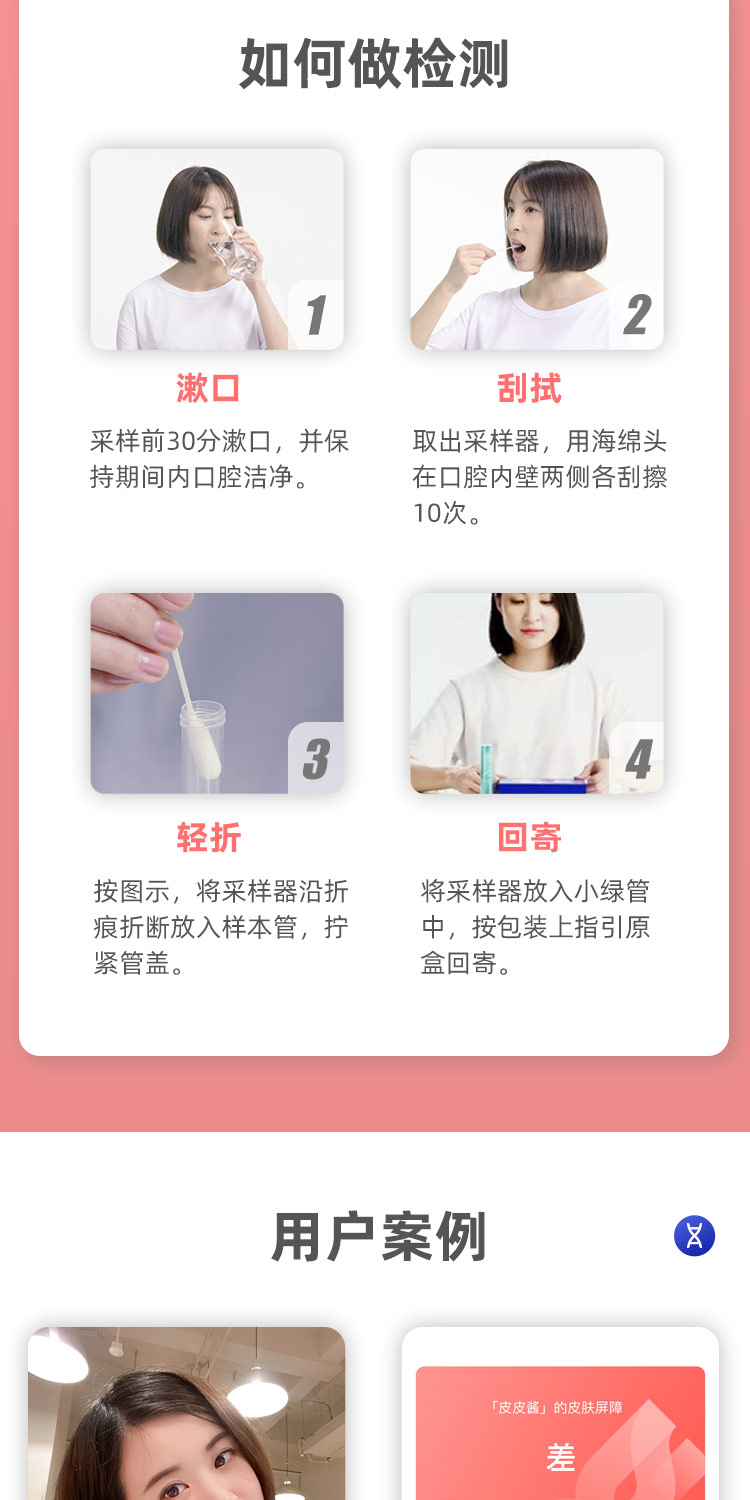 如何做检测
1
2
漱口
刮拭
采样前30分漱口，并保
持期间内口腔洁净。
取出采样器，用海绵头
在口腔内壁两侧各刮擦
10次。
3
4
轻折
回寄
按图示，将采样器沿折
痕折断放入样本管，拧
紧管盖。
将采样器放入小绿管
中，按包装上指引原
盒回寄。
用户案例
「皮皮酱」的皮肤屏障
差